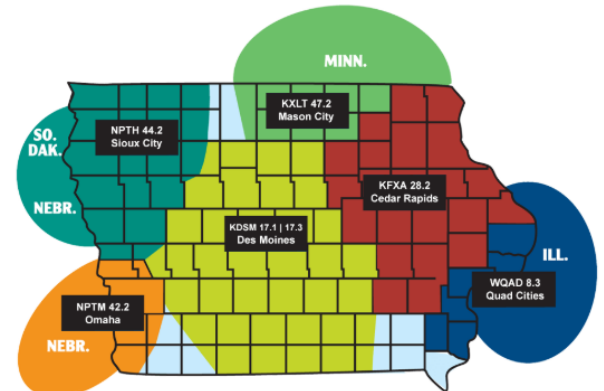 MINN.
KXLT 47.2
Mason City
NPTH 44.2
Sioux City
SO.
DAK.
NEBR.
KFXA 28.2
Cedar Rapids
KDSM 17.1 | 17.3
Des Moines
ILL.
WQAD 8.3
Quad Cities
NPTM 42.2
Omaha
NEBR.